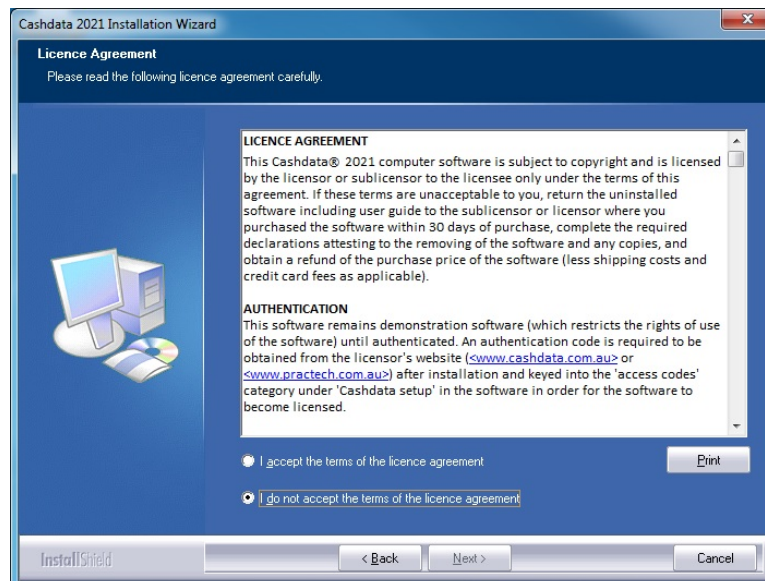 Cashdata 2021 Installation Wizard
Licence Agreement
Please read the following licence agreement carefully.
LICENCE AGREEMENT
This Cashdata® 2021 computer software is subject to copyright and is licensed
by the licensor or sublicensor to the licensee only under the terms of this
agreement. If these terms are unacceptable to you, return the uninstalled
software including user guide to the sublicensor or licensor where you
purchased the software within 30 days of purchase, complete the required
declarations attesting to the removing of the software and any copies, and
obtain a refund of the purchase price of the software (less shipping costs and
credit card fees as applicable).
AUTHENTICATION
This software remains demonstration software (which restricts the rights of use
of the software) until authenticated. An authentication code is required to be
obtained from the licensor's website (<www.cashdata.com.au> or
<www.practech.com.au>) after installation and keyed into the 'access codes'
category under 'Cashdata setup' in the software in order for the software to
become licensed.
I accept the terms of the licence agreement
Print
I do not accept the terms of the licence agreement
InstallShield
< Back
Next >
Cancel